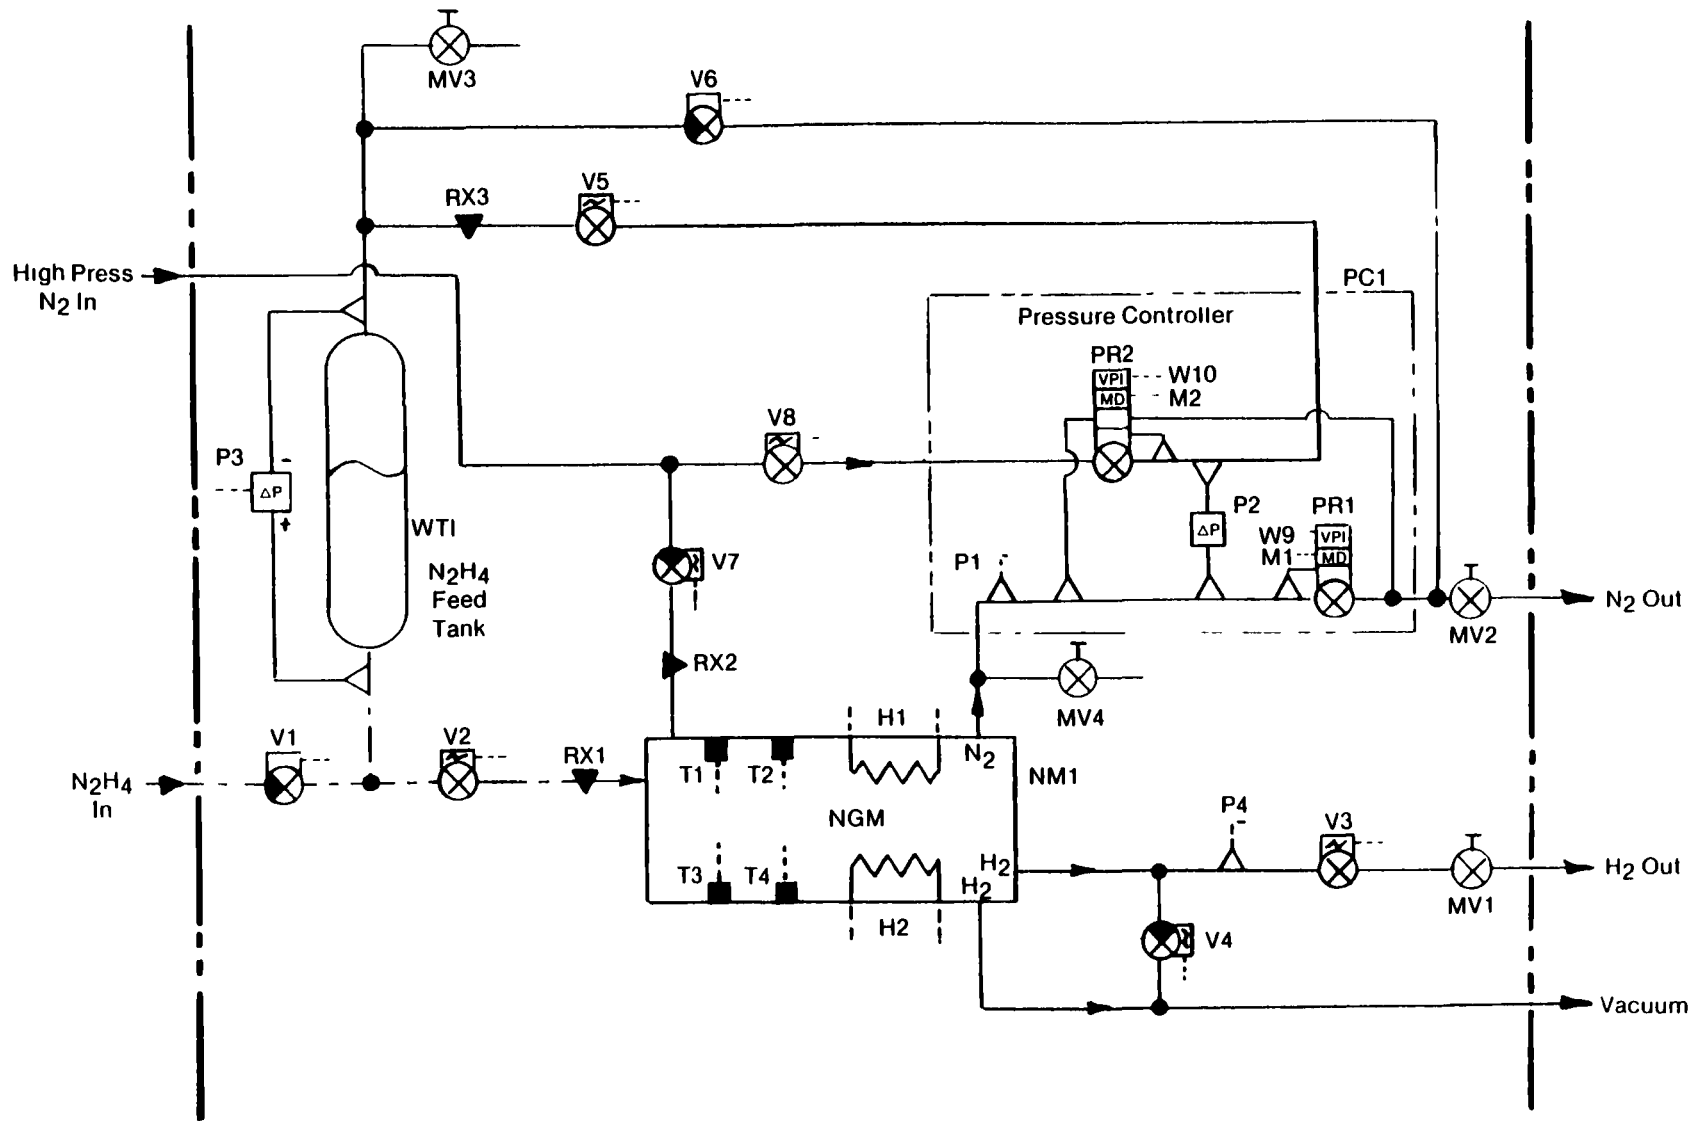 MV3
V6
V5
RX3
High Press
N2 In
PC1
Pressure Controller
PR2
VPI
W10
MD
M2
V8
P3
-
ΔP
+
WTI
N2H4
Feed
Tank
V7
P2
ΔP
PR1
W9
VPI
M1
MD
P1
N2 Out
MV2
RX2
MV4
V1
V2
RX1
N2H4
In
H1
N2
T1
T2
NM1
NGM
T3
T4
H2
H2
H2
P4
V3
H2 Out
MV1
V4
Vacuum